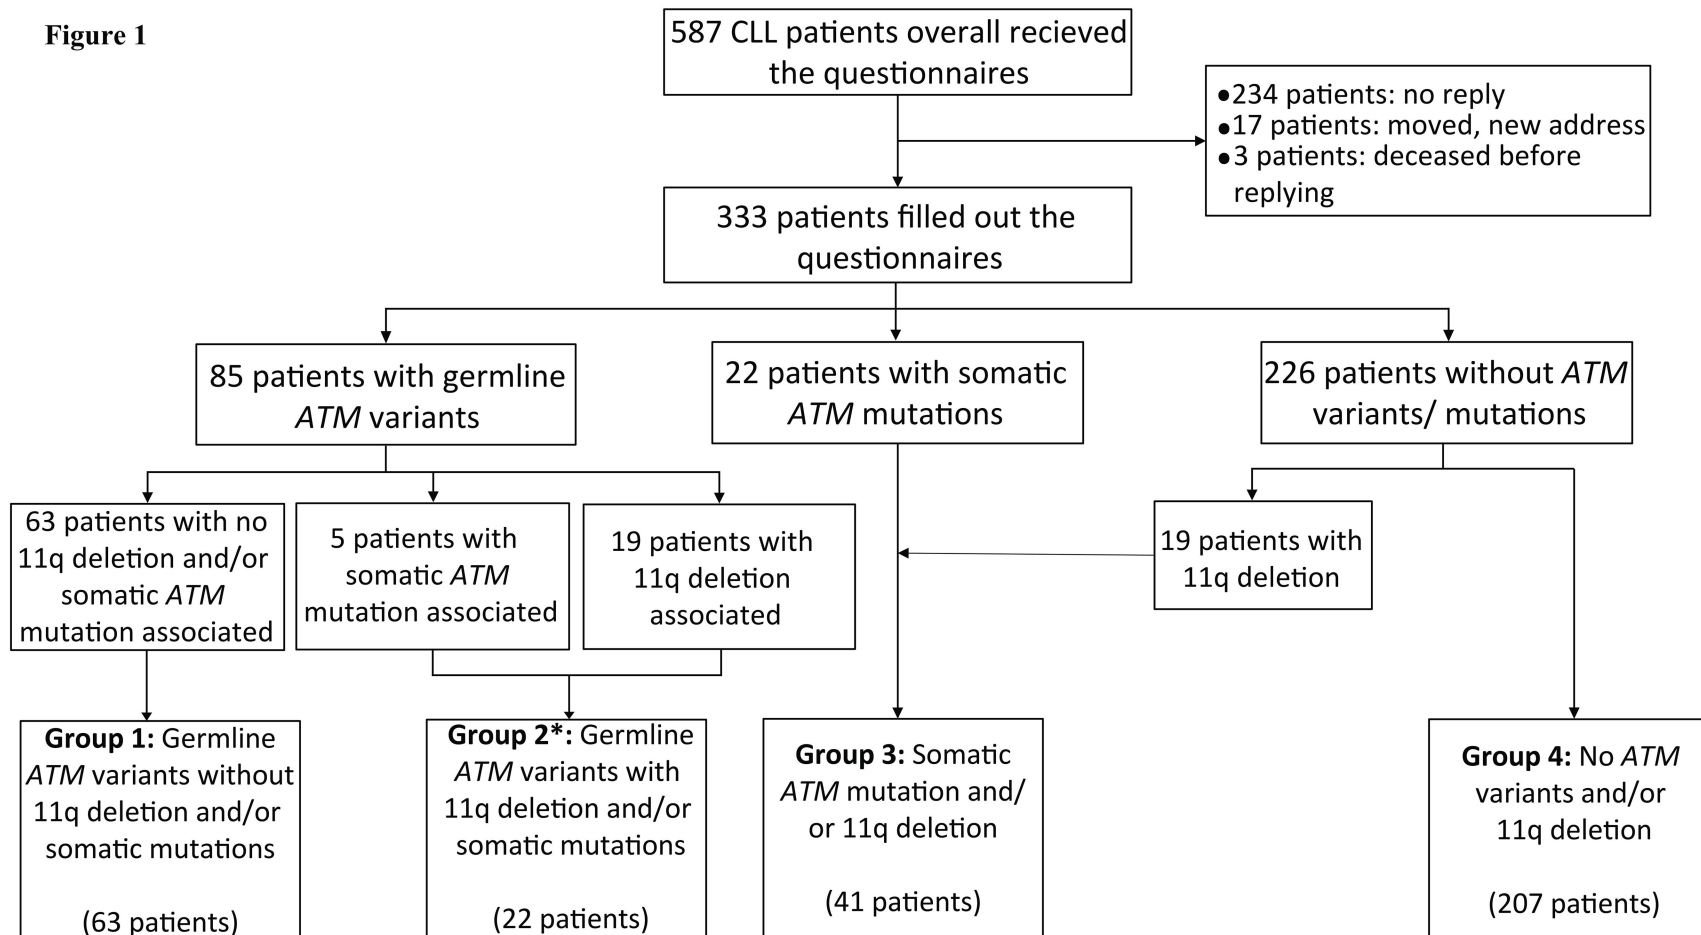 Figure 1
587 CLL patients overall recieved
the questionnaires
●234 patients: no reply
●17 patients: moved, new address
●3 patients: deceased before
replying
333 patients filled out the
questionnaires
85 patients with germline
ATM variants
22 patients with somatic
ATM mutations
226 patients without ATM
variants/ mutations
63 patients with no
11q deletion and/or
somatic ATM
mutation associated
5 patients with
somatic ATM
mutation associated
19 patients with
11q deletion
associated
19 patients with
11q deletion
Group 1: Germline
ATM variants without
11q deletion and/or
somatic mutations
(63 patients)
Group 2*: Germline
ATM variants with
11q deletion and/or
somatic mutations
(22 patients)
Group 3: Somatic
ATM mutation and/
or 11q deletion
(41 patients)
Group 4: No ATM
variants and/or
11q deletion
(207 patients)